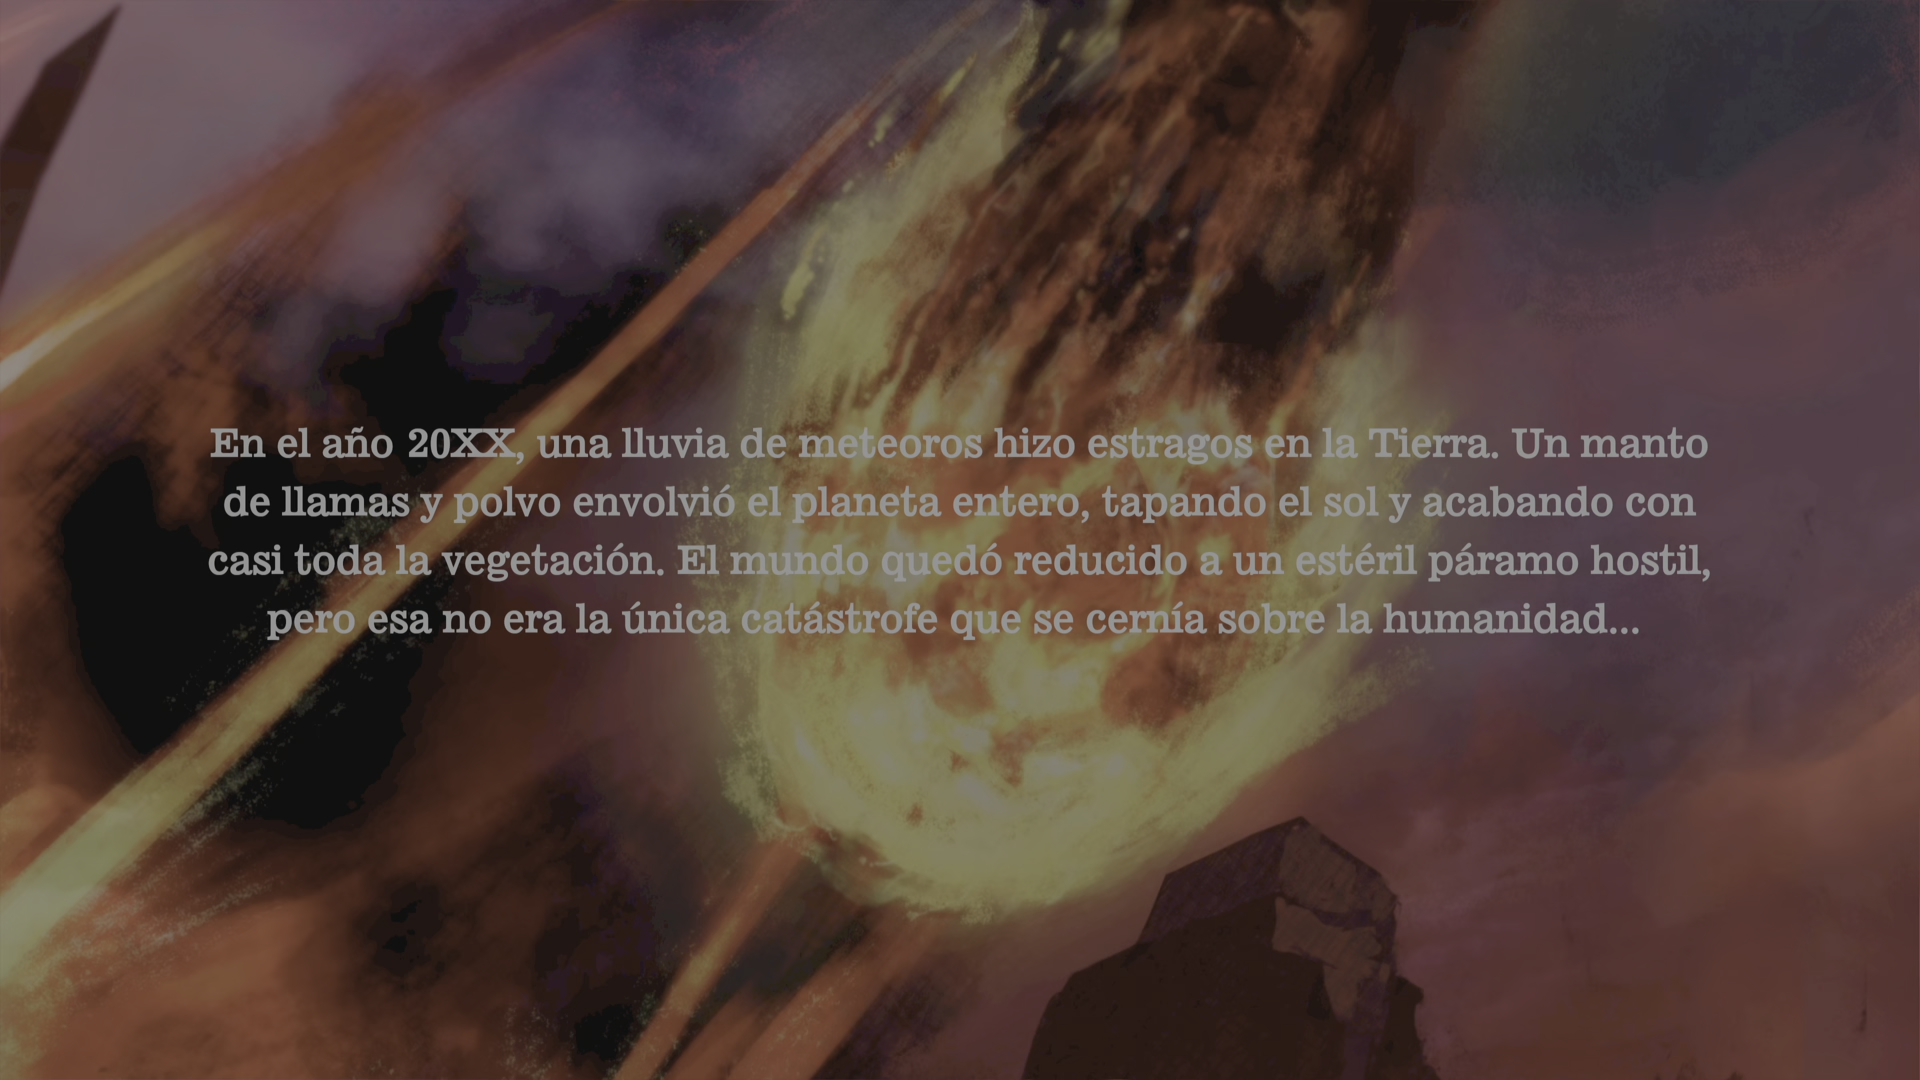 En el año 20XX, una lluvia de meteoros hizo estragos en la Tierra. Un manto
de llamas y polvo envolvió el planeta entero, tapando el sol y acabando con
casi toda la vegetación. El mundo quedó reducido a un estéril páramo hostil,
pero esa no era la única catástrofe que se cernía sobre la humanidad...